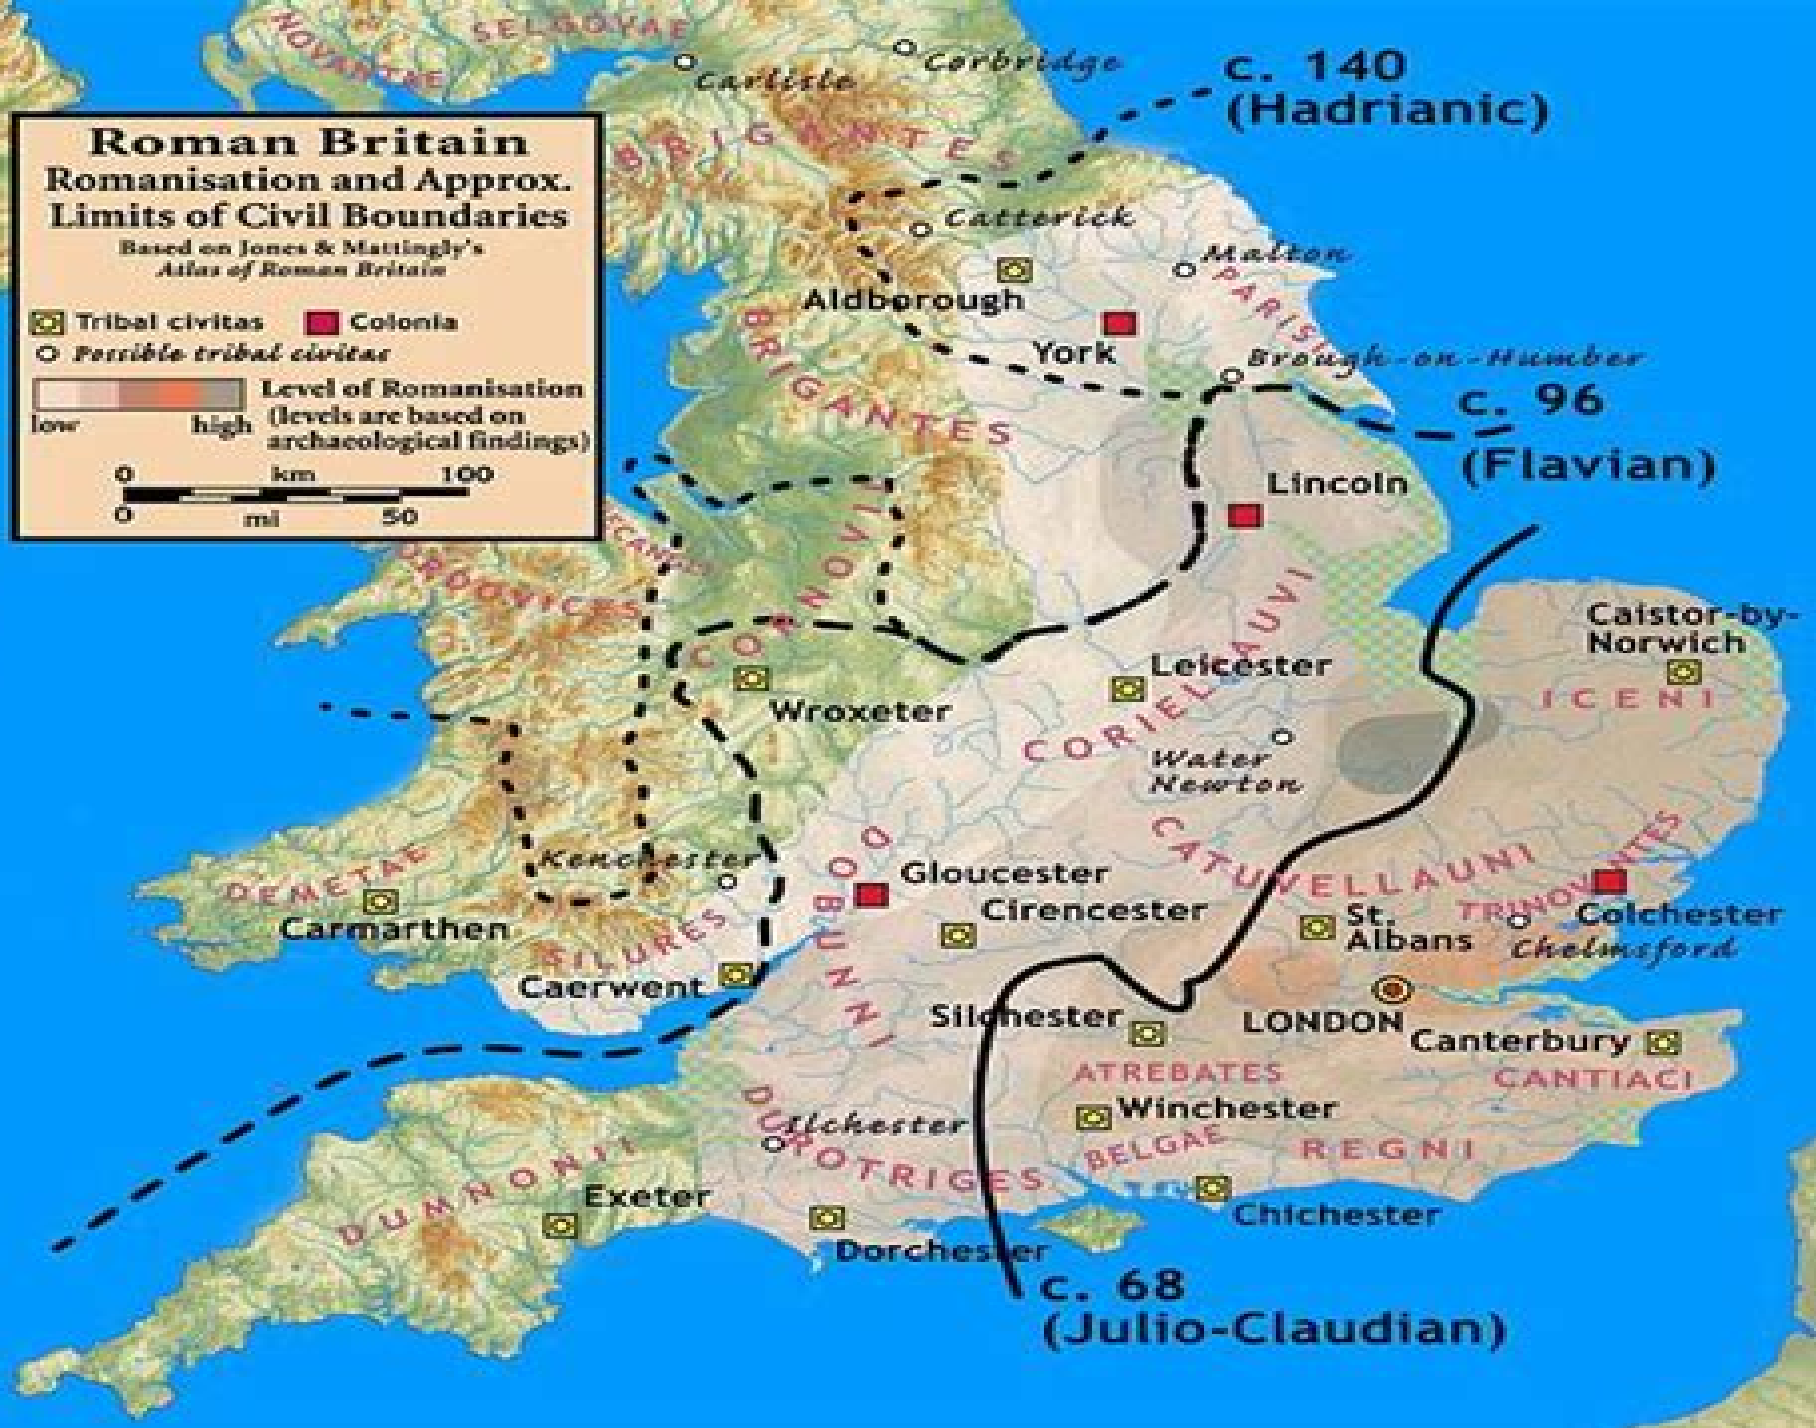 NOVANTAE
SELGOVAE
Carlisle
Corbridge
c. 140
(Hadrianic)
Roman Britain
Romanisation and Approx.
Limits of Civil Boundaries
Based on Jones & Mattingly's
Atlas of Roman Britain
Tribal civitas
Colonia
Possible tribal civitas
Level of Romanisation
(levels are based on
archaeological findings)
low
high
0
km
100
0
mi
50
BRIGANTES
Catterick
Malton
Aldborough
PARISI
York
Brough-on-Humber
BRIGANTES
c. 96
(Flavian)
Lincoln
ORDOVICES
CORNOVII
CORIELAUVI
Caistor-by-
Norwich
ICENI
Leicester
Wroxeter
Water
Newton
CATUVELLAUNI
TRINOVANTES
Kenchester
DEMETAE
Carmarthen
SILURES
Caerwent
DOBUNNI
Gloucester
Cirencester
St.
Albans
Colchester
Chelmsford
Silchester
LONDON
Canterbury
ATREBATES
CANTIACI
Winchester
BELGAE
REGNI
Chichester
DUROTRIGES
Ilchester
DUMNONII
Exeter
Dorchester
c. 68
(Julio-Claudian)